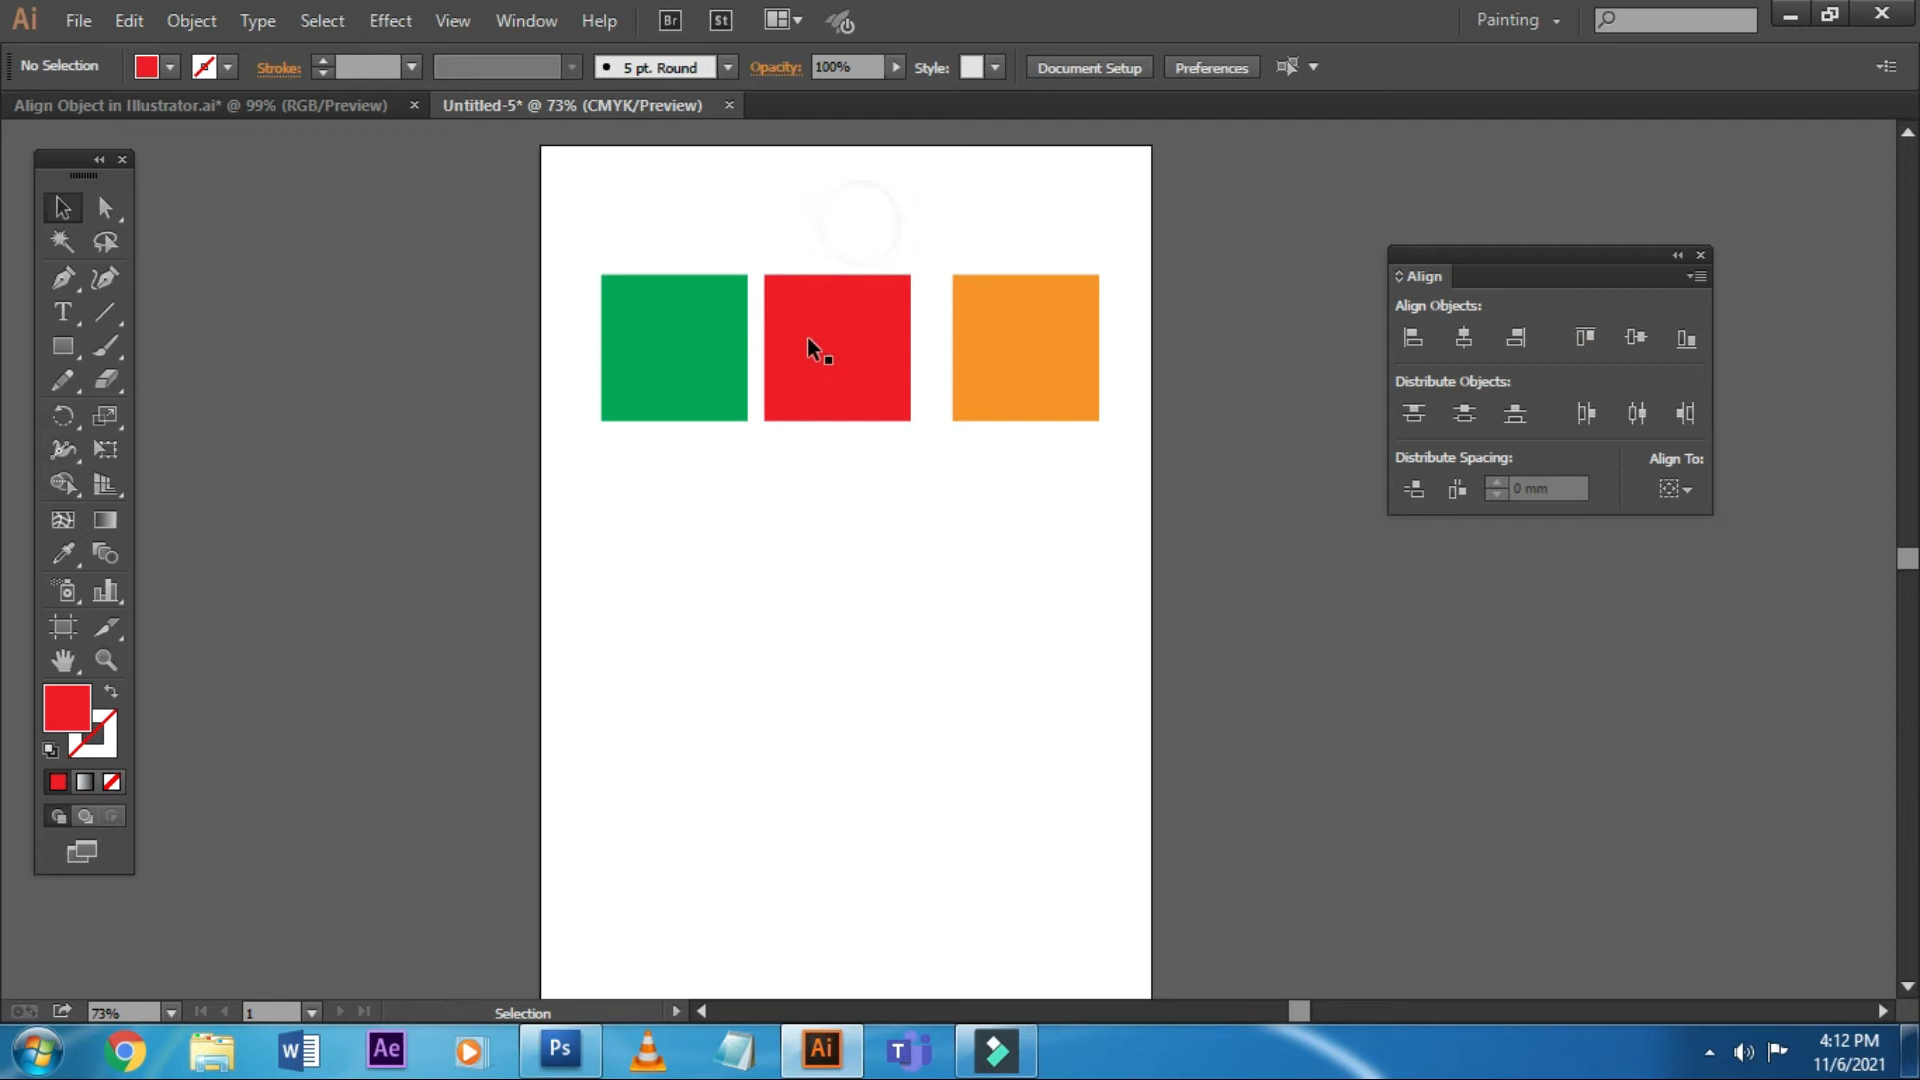 Ai File Edit Object Type Select Effect View Window Help Br St Painting
No Selection Stroke: 5 pt. Round Opacity: 100% Style: Document Setup Preferences
Align Object in Illustrator.ai* @ 99% (RGB/Preview) Untitled-5* @ 73% (CMYK/Preview)
Align
Align Objects:
Distribute Objects:
Distribute Spacing: Align To:
0 mm
T
73% 1 Selection
W Ae Ps Ai T
4:12 PM
11/6/2021